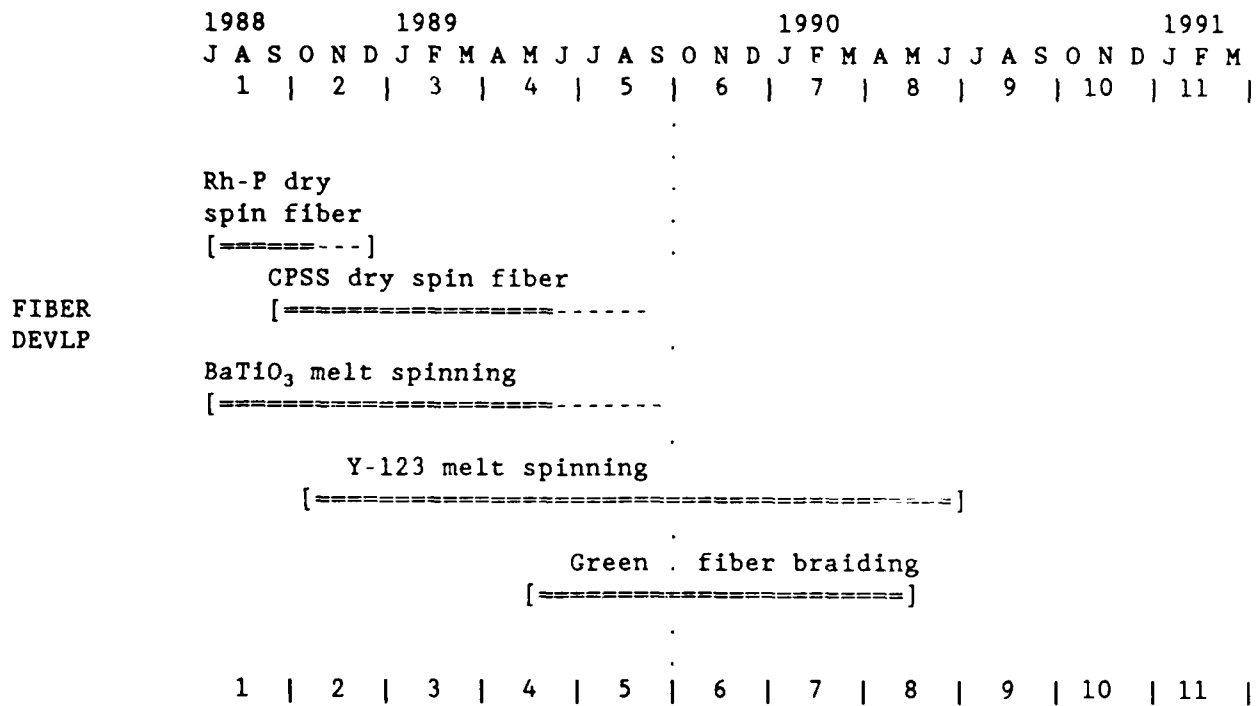 1988 1989 1990 1991
J A S O N D J F M A M J J A S O N D J F M A M J J A S O N D J F M
1 | 2 | 3 | 4 | 5 | 6 | 7 | 8 | 9 | 10 | 11 |
Rh-P dry
spin fiber
[======---]
CPSS dry spin fiber
FIBER [=================------
DEVLP
BaTiO₃ melt spinning
[=====================-------
Y-123 melt spinning
[========================================]
Green . fiber braiding
[=======================]
1 | 2 | 3 | 4 | 5 | 6 | 7 | 8 | 9 | 10 | 11 |